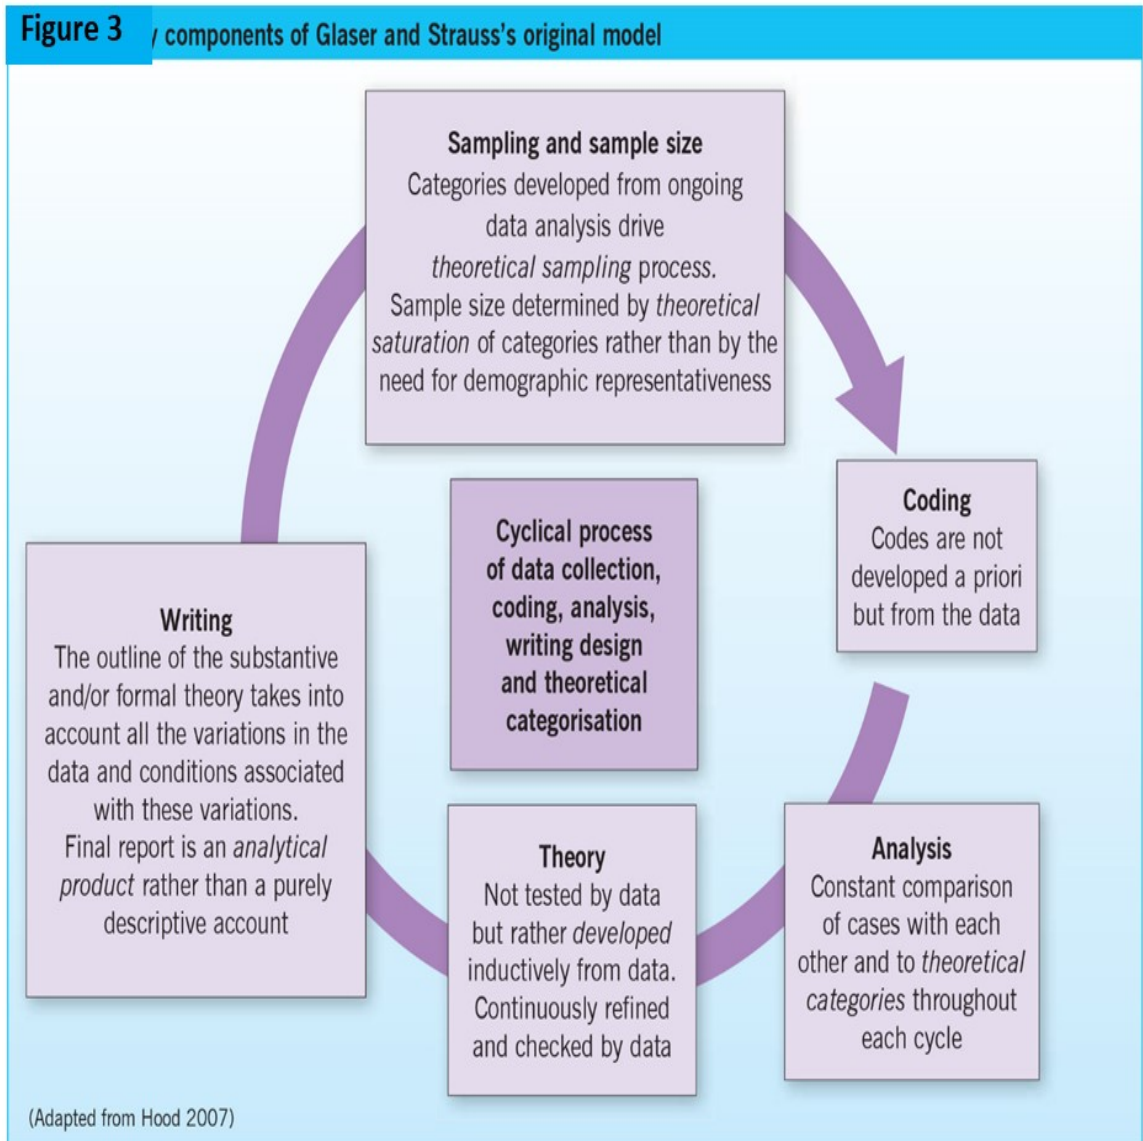 Figure 3 y components of Glaser and Strauss's original model
Sampling and sample size
Categories developed from ongoing
data analysis drive
theoretical sampling process.
Sample size determined by theoretical
saturation of categories rather than by the
need for demographic representativeness
Coding
Codes are not
developed a priori
but from the data
Cyclical process
of data collection,
coding, analysis,
writing design
and theoretical
categorisation
Writing
The outline of the substantive
and/or formal theory takes into
account all the variations in the
data and conditions associated
with these variations.
Final report is an analytical
product rather than a purely
descriptive account
Theory
Not tested by data
but rather developed
inductively from data.
Continuously refined
and checked by data
Analysis
Constant comparison
of cases with each
other and to theoretical
categories throughout
each cycle
(Adapted from Hood 2007)